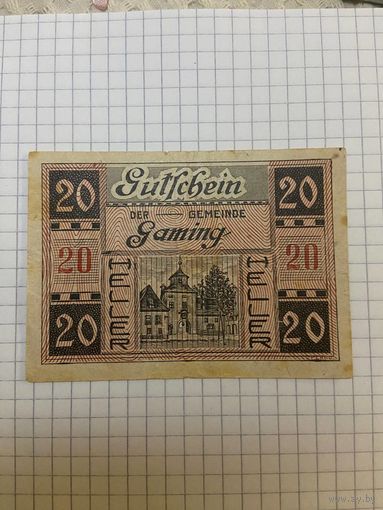 20 Gutschein 20
DER GEMEINDE
Gaming
20 20
HELLER HELLER
20 20
www.ay.by